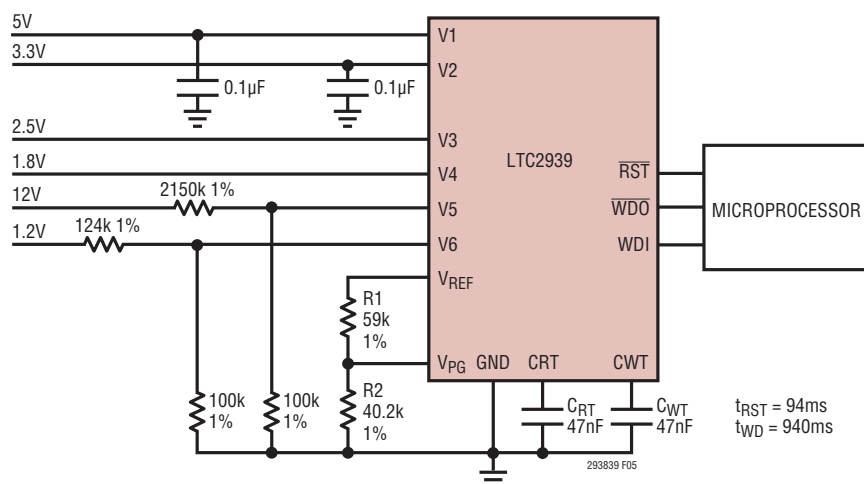 5V
V1
3.3V
V2
0.1µF
0.1µF
2.5V
V3
LTC2939
1.8V
V4
RST
12V
2150k 1%
V5
WDO
MICROPROCESSOR
1.2V
124k 1%
V6
WDI
VREF
R1
59k
1%
VPG
GND
CRT
CWT
100k
1%
100k
1%
R2
40.2k
1%
CRT
47nF
CWT
47nF
tRST = 94ms
tWD = 940ms
293839 F05